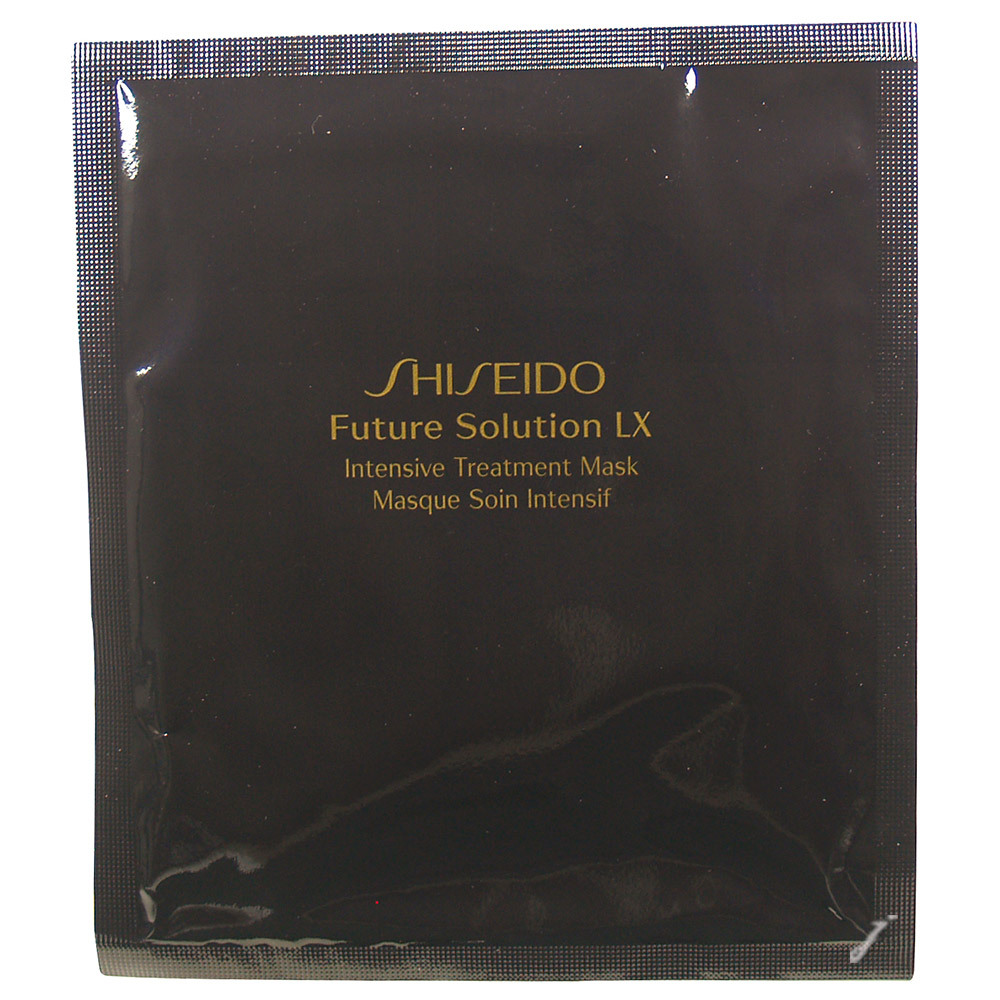 SHISEIDO
Future Solution LX
Intensive Treatment Mask
Masque Soin Intensif
J